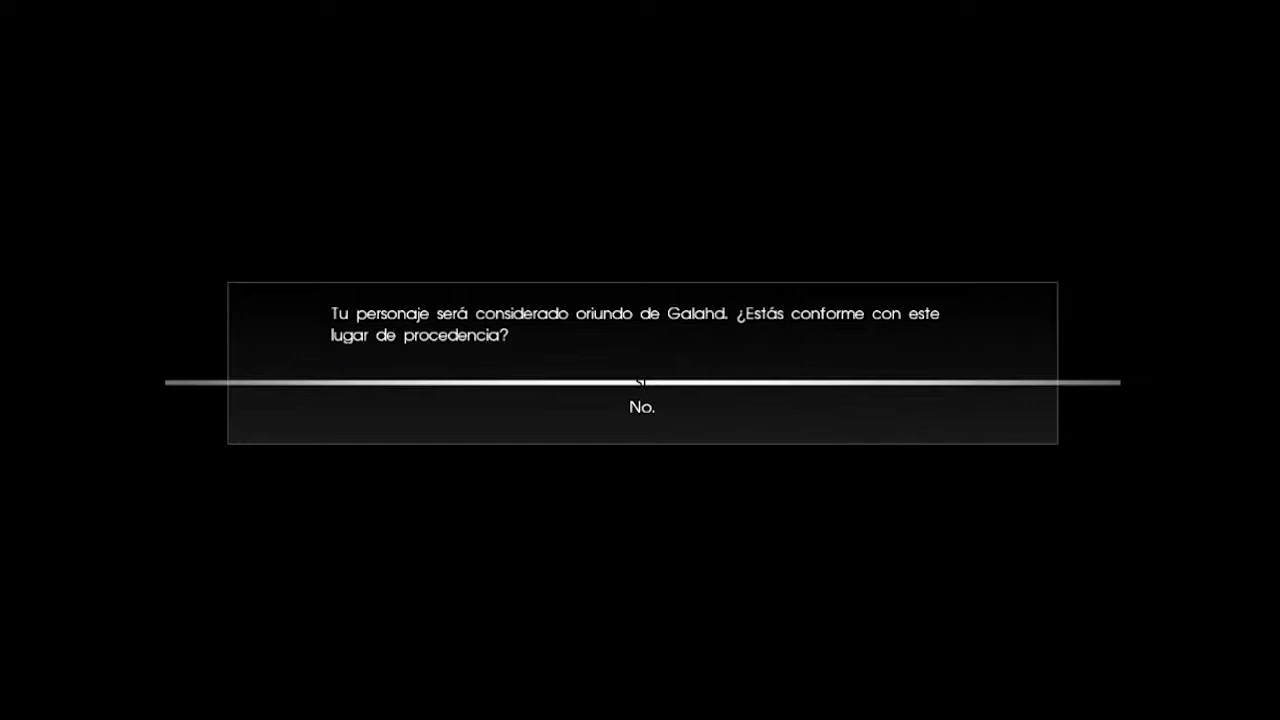 Tu personaje será considerado oriundo de Galahd. ¿Estás conforme con este
lugar de procedencia?
No.